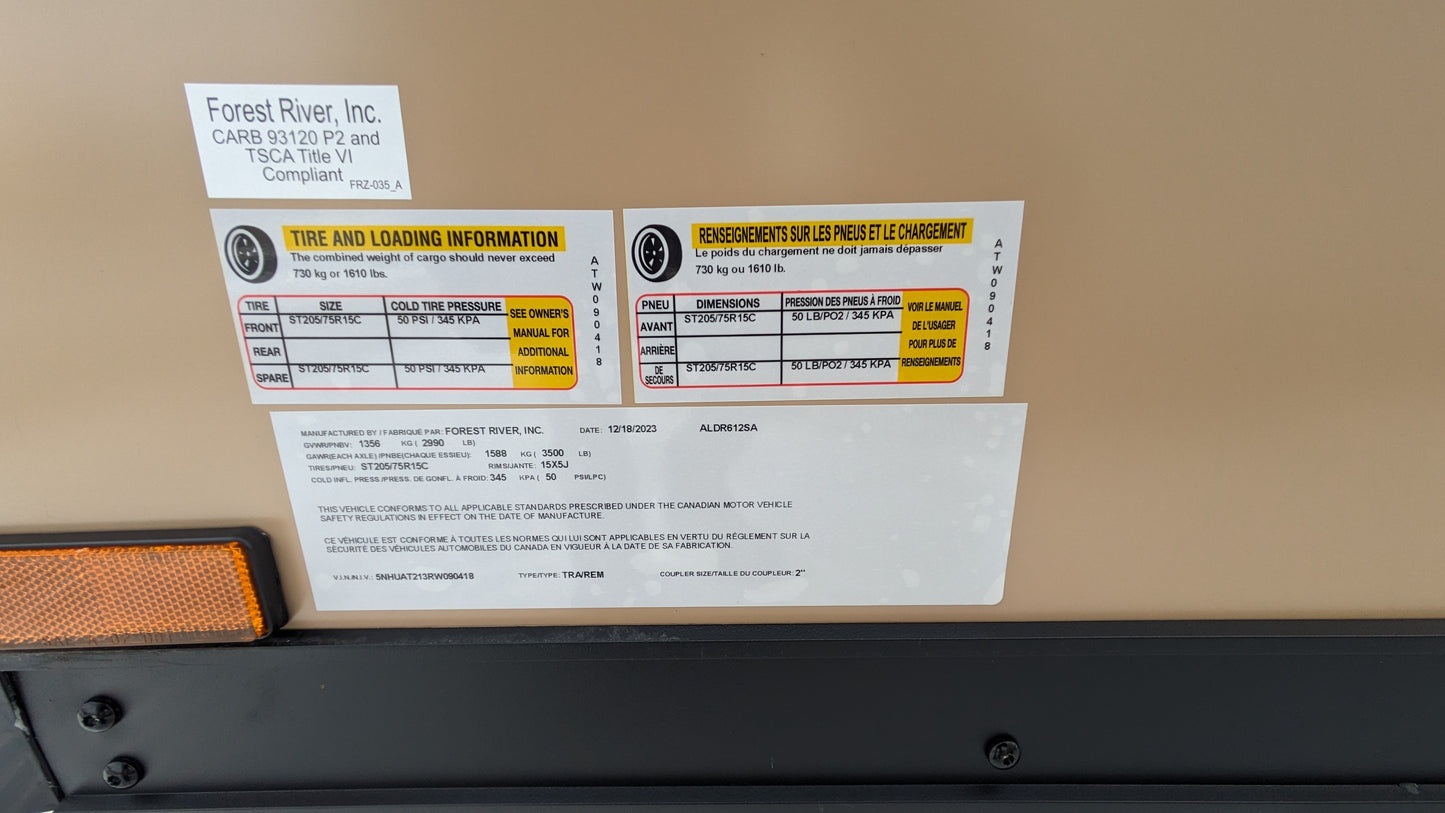 Forest River, Inc.
CARB 93120 P2 and
TSCA Title VI
Compliant
FRZ-035_A
TIRE AND LOADING INFORMATION
The combined weight of cargo should never exceed
730 kg or 1610 lbs.
TIRE SIZE COLD TIRE PRESSURE
FRONT ST205/75R15C 50 PSI / 345 KPA
REAR
SPARE ST205/75R15C 50 PSI / 345 KPA
SEE OWNER'S
MANUAL FOR
ADDITIONAL
INFORMATION
ATW090418
RENSEIGNEMENTS SUR LES PNEUS ET LE CHARGEMENT
Le poids du chargement ne doit jamais dépasser
730 kg ou 1610 lb.
PNEU DIMENSIONS PRESSION DES PNEUS À FROID
AVANT ST205/75R15C 50 LB/PO2 / 345 KPA
ARRIÈRE
DE SECOURS ST205/75R15C 50 LB/PO2 / 345 KPA
VOIR LE MANUEL
DE L'USAGER
POUR PLUS DE
RENSEIGNEMENTS
ATW090418
MANUFACTURED BY / FABRIQUÉ PAR: FOREST RIVER, INC. DATE: 12/18/2023 ALDR612SA
GVWR/PNBV: 1356 KG ( 2990 LB)
GAWR(EACH AXLE) /PNBE(CHAQUE ESSIEU): 1588 KG ( 3500 LB)
TIRES/PNEU: ST205/75R15C RIMS/JANTE: 15X5J
COLD INFL. PRESS./PRESS. DE GONFL. À FROID: 345 KPA ( 50 PSI/LPC)
THIS VEHICLE CONFORMS TO ALL APPLICABLE STANDARDS PRESCRIBED UNDER THE CANADIAN MOTOR VEHICLE
SAFETY REGULATIONS IN EFFECT ON THE DATE OF MANUFACTURE.
CE VÉHICULE EST CONFORME À TOUTES LES NORMES QUI LUI SONT APPLICABLES EN VERTU DU RÉGLEMENT SUR LA
SÉCURITÉ DES VÉHICULES AUTOMOBILES DU CANADA EN VIGUEUR À LA DATE DE SA FABRICATION.
V.I.N./N.I.V.: 5NHUAT213RW090418 TYPE/TYPE: TRA/REM COUPLER SIZE/TAILLE DU COUPLEUR: 2"